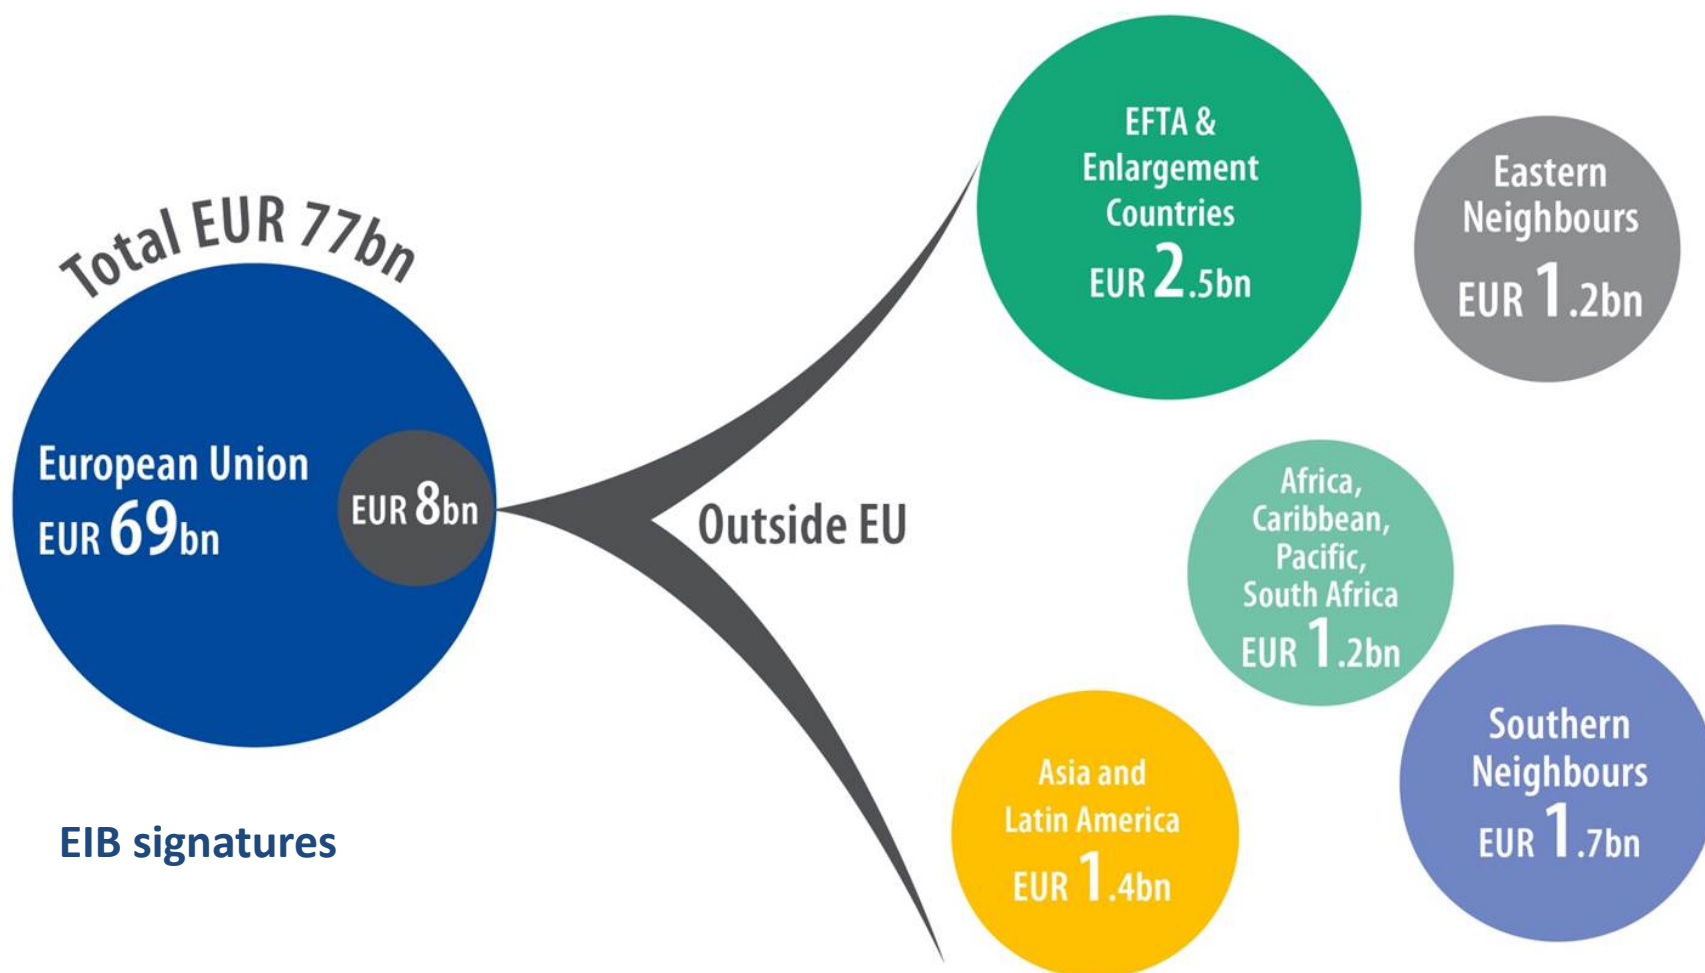 Total EUR 77bn
European Union
EUR 69bn
EUR 8bn
Outside EU
EFTA &
Enlargement
Countries
EUR 2.5bn
Eastern
Neighbours
EUR 1.2bn
Africa,
Caribbean,
Pacific,
South Africa
EUR 1.2bn
Southern
Neighbours
EUR 1.7bn
Asia and
Latin America
EUR 1.4bn
EIB signatures